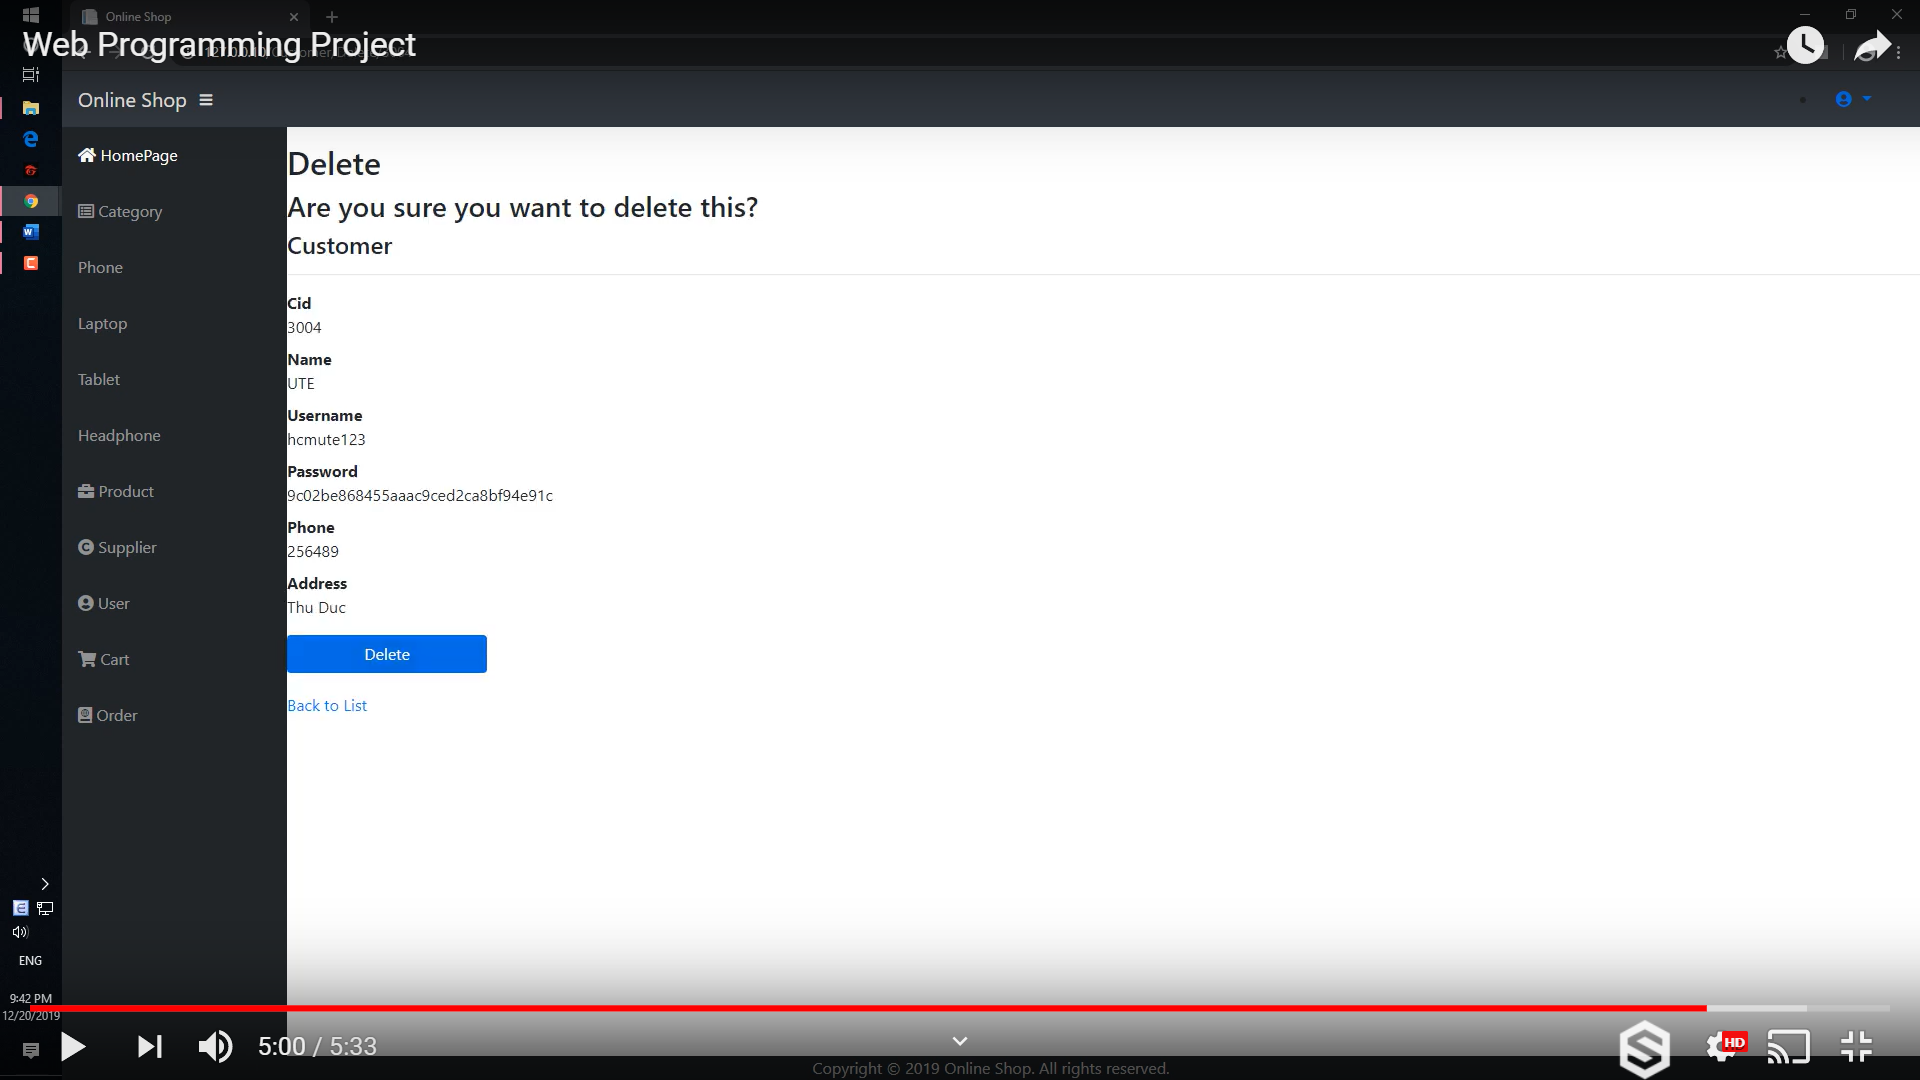 Online Shop
Web Programming Project
Online Shop
HomePage
Category
Phone
Laptop
Tablet
Headphone
Product
Supplier
User
Cart
Order
Delete
Are you sure you want to delete this?
Customer
Cid
3004
Name
UTE
Username
hcmute123
Password
9c02be868455aaac9ced2ca8bf94e91c
Phone
256489
Address
Thu Duc
Delete
Back to List
ENG
9:42 PM
12/20/2019
5:00 / 5:33
HD
Copyright © 2019 Online Shop. All rights reserved.